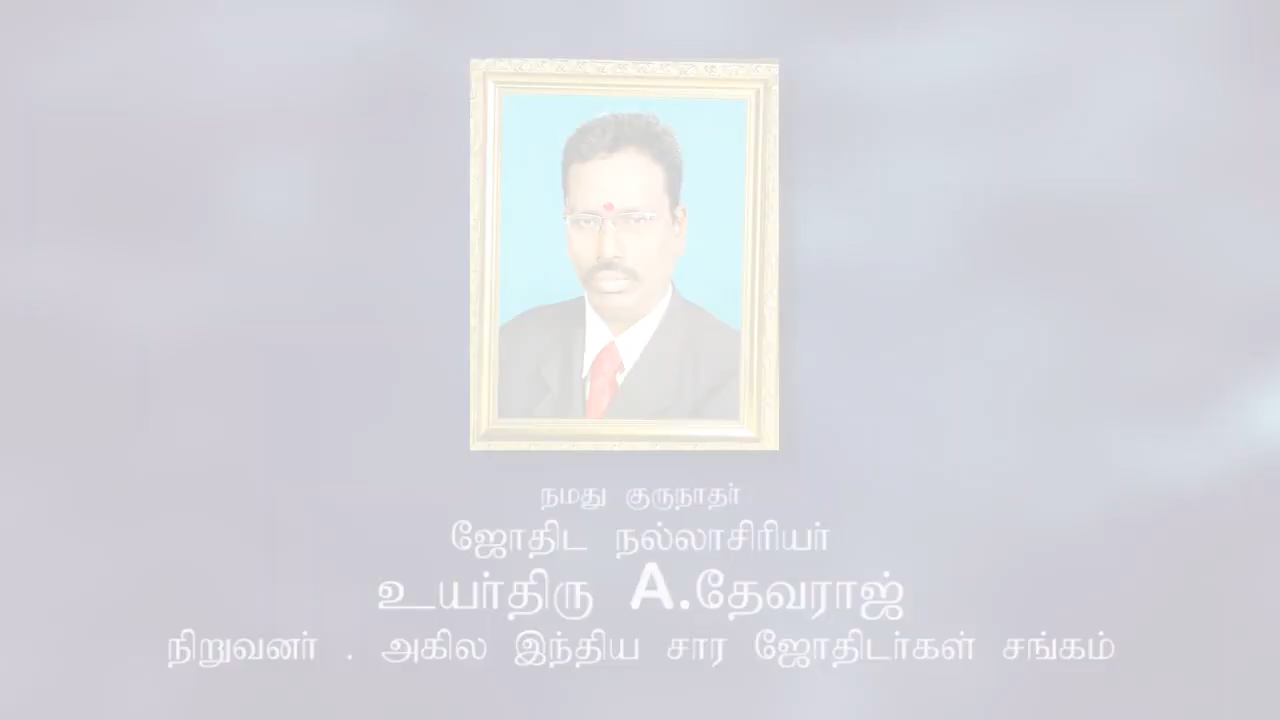 நமது குருநாதர்
ஜோதிட நல்லாசிரியர்
உயர்திரு A.தேவராஜ்
நிறுவனர் . அகில இந்திய சார ஜோதிடர்கள் சங்கம்